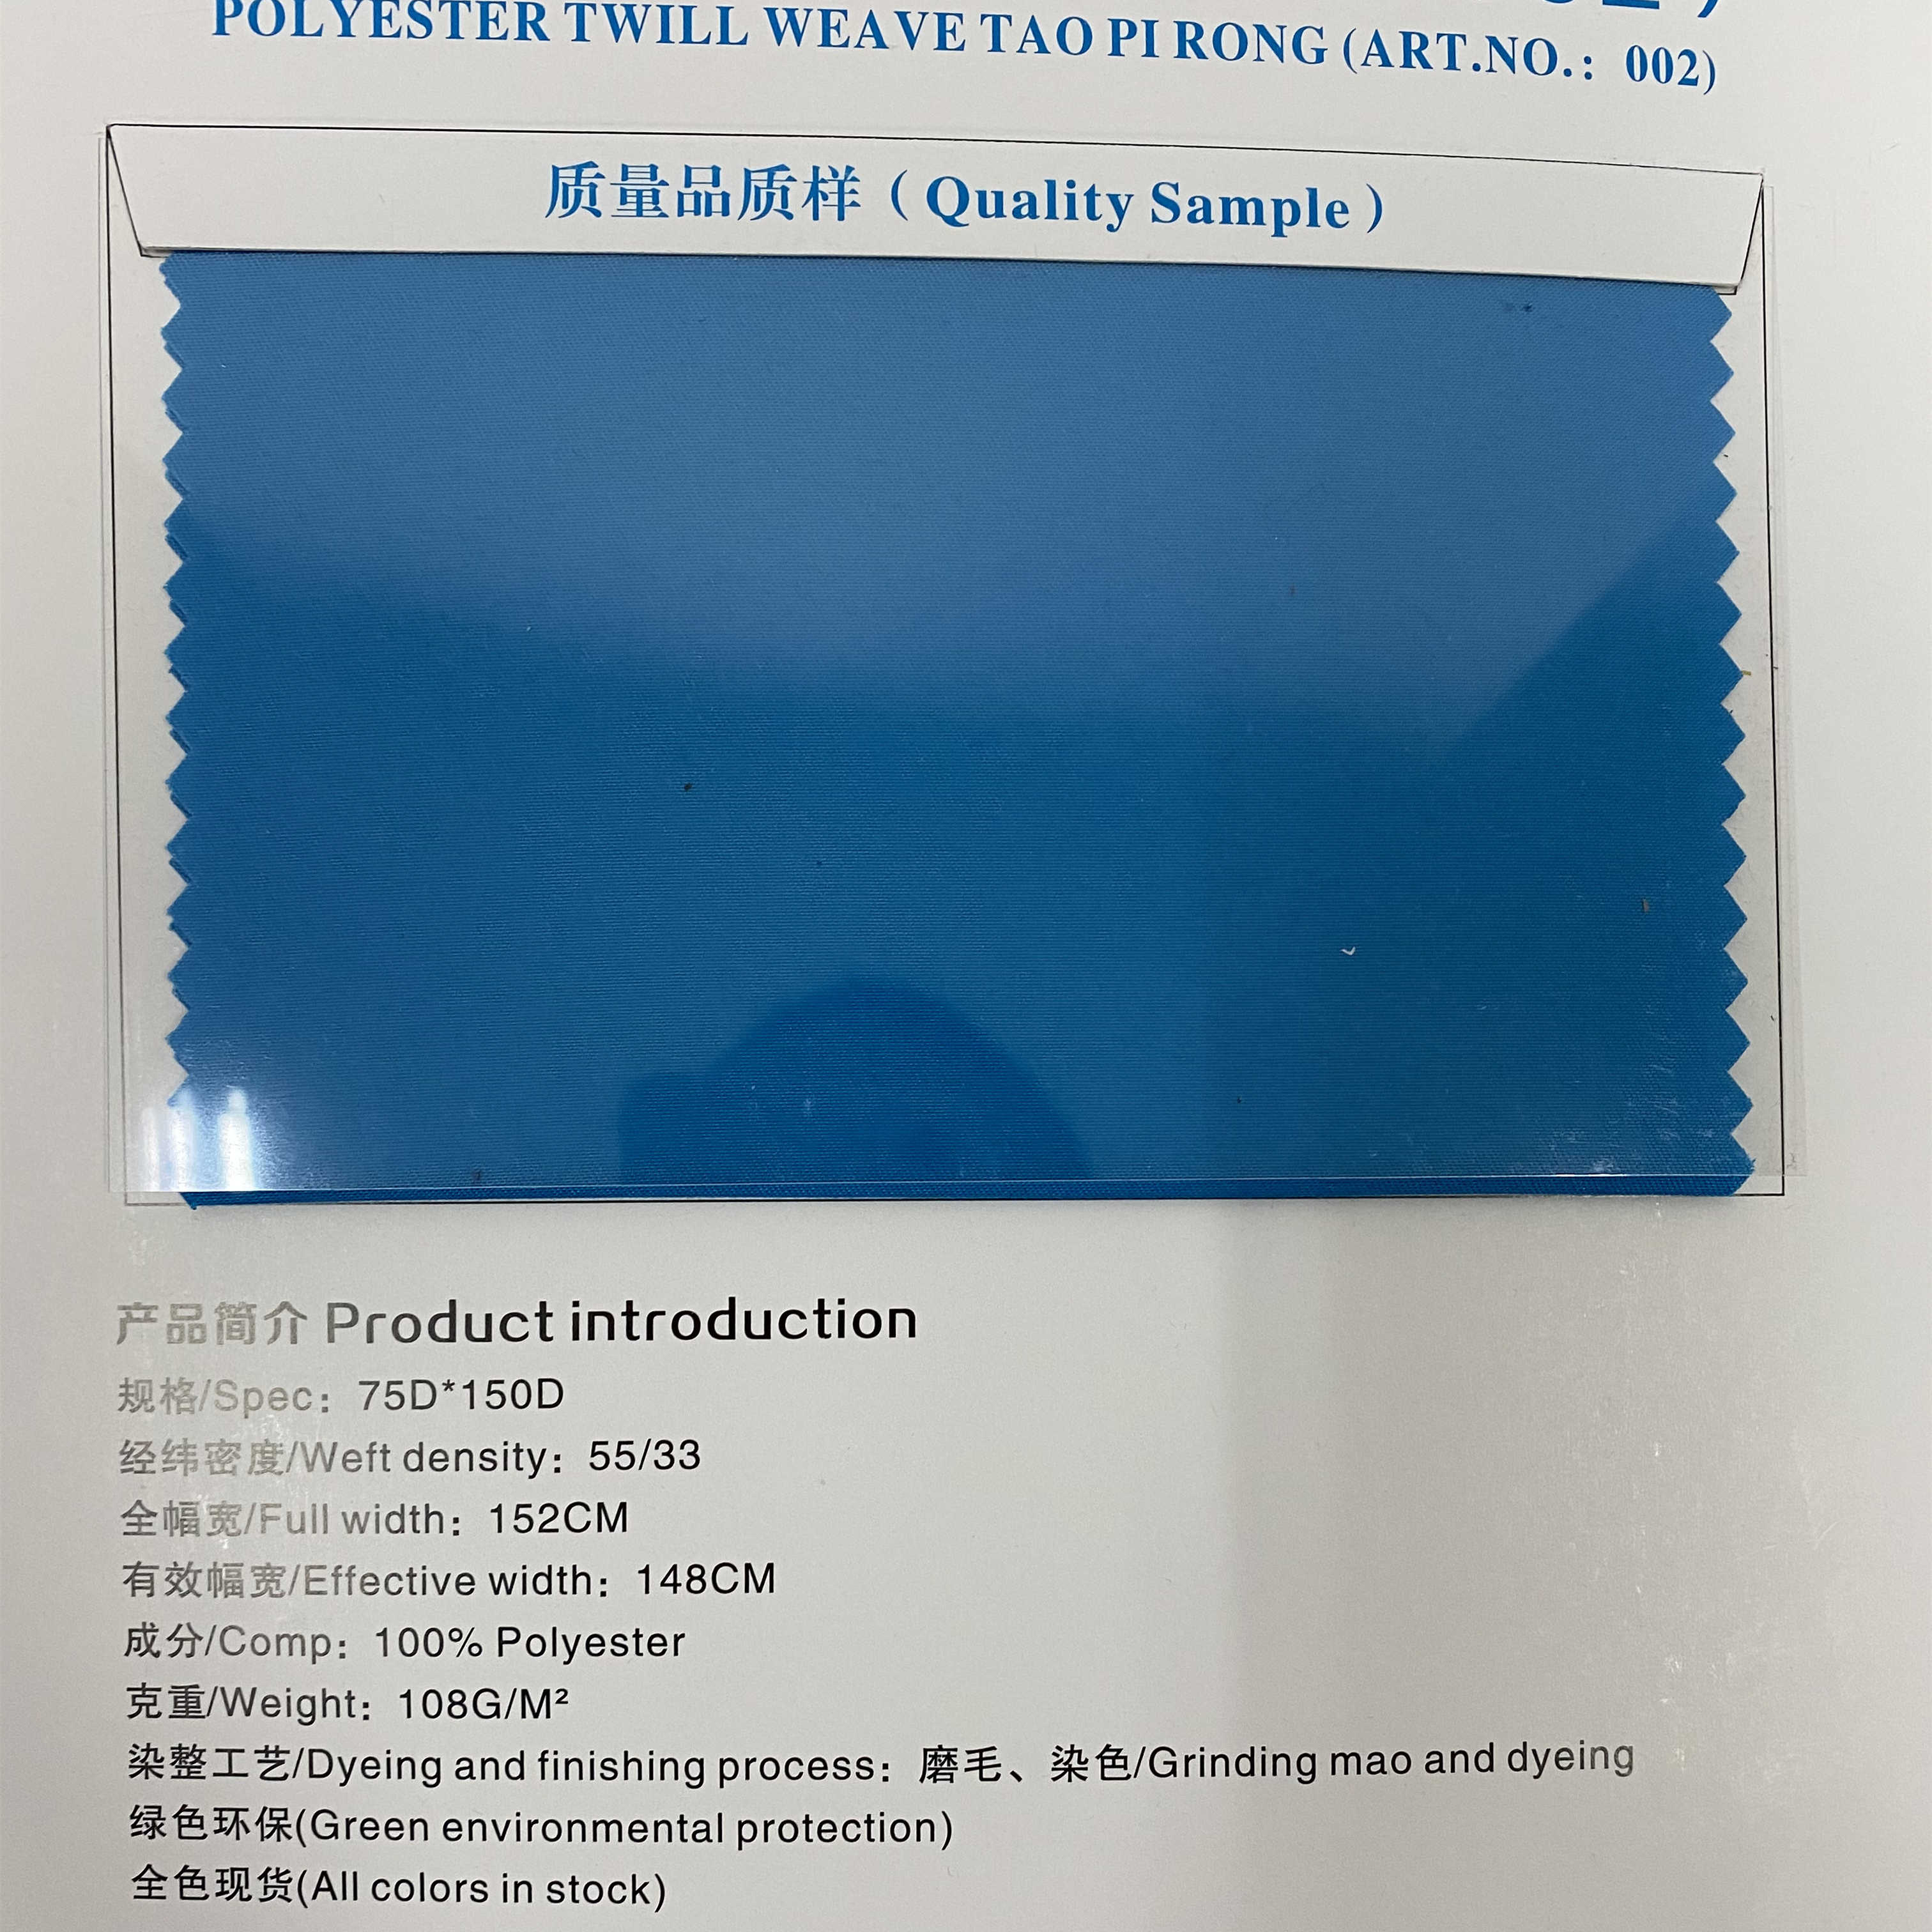 POLYESTER TWILL WEAVE TAO PI RONG (ART.NO.：002)
质量品质样（Quality Sample）
产品简介 Product introduction
规格/Spec：75D*150D
经纬密度/Weft density：55/33
全幅宽/Full width：152CM
有效幅宽/Effective width：148CM
成分/Comp：100% Polyester
克重/Weight：108G/M²
染整工艺/Dyeing and finishing process：磨毛、染色/Grinding mao and dyeing
绿色环保(Green environmental protection)
全色现货(All colors in stock)